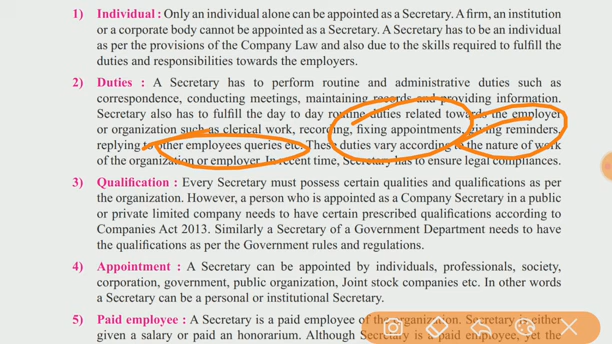 1) Individual : Only an individual alone can be appointed as a Secretary. A firm, an institution
or a corporate body cannot be appointed as a Secretary. A Secretary has to be an individual
as per the provisions of the Company Law and also due to the skills required to fulfill the
duties and responsibilities towards the employers.
2) Duties : A Secretary has to perform routine and administrative duties such as
correspondence, conducting meetings, maintaining records and providing information.
Secretary also has to fulfill the day to day routine duties related towards the employer
or organization such as clerical work, recording, fixing appointments, giving reminders,
replying to other employees queries etc. These duties vary according to the nature of work
of the organization or employer. In recent time, Secretary has to ensure legal compliances.
3) Qualification : Every Secretary must possess certain qualities and qualifications as per
the organization. However, a person who is appointed as a Company Secretary in a public
or private limited company needs to have certain prescribed qualifications according to
Companies Act 2013. Similarly a Secretary of a Government Department needs to have
the qualifications as per the Government rules and regulations.
4) Appointment : A Secretary can be appointed by individuals, professionals, society,
corporation, government, public organization, Joint stock companies etc. In other words
a Secretary can be a personal or institutional Secretary.
5) Paid employee : A Secretary is a paid employee of the organization. Secretary is either
given a salary or paid an honorarium. Although Secretary is a paid employee, yet the